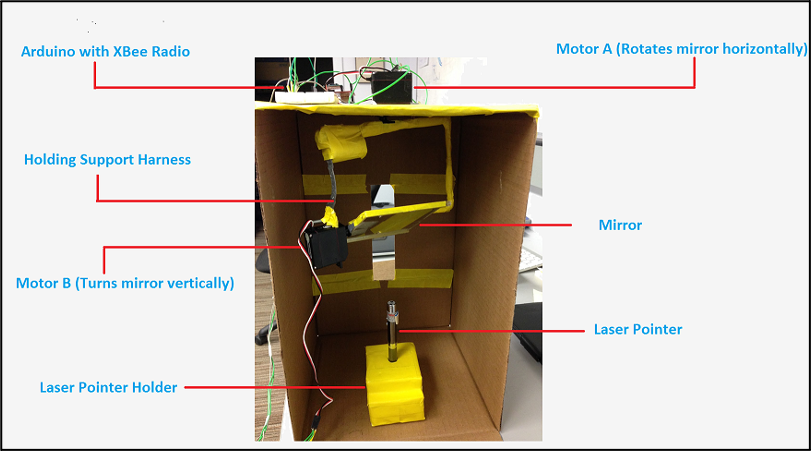 Arduino with XBee Radio
Motor A (Rotates mirror horizontally)
Holding Support Harness
Mirror
Motor B (Turns mirror vertically)
Laser Pointer
Laser Pointer Holder